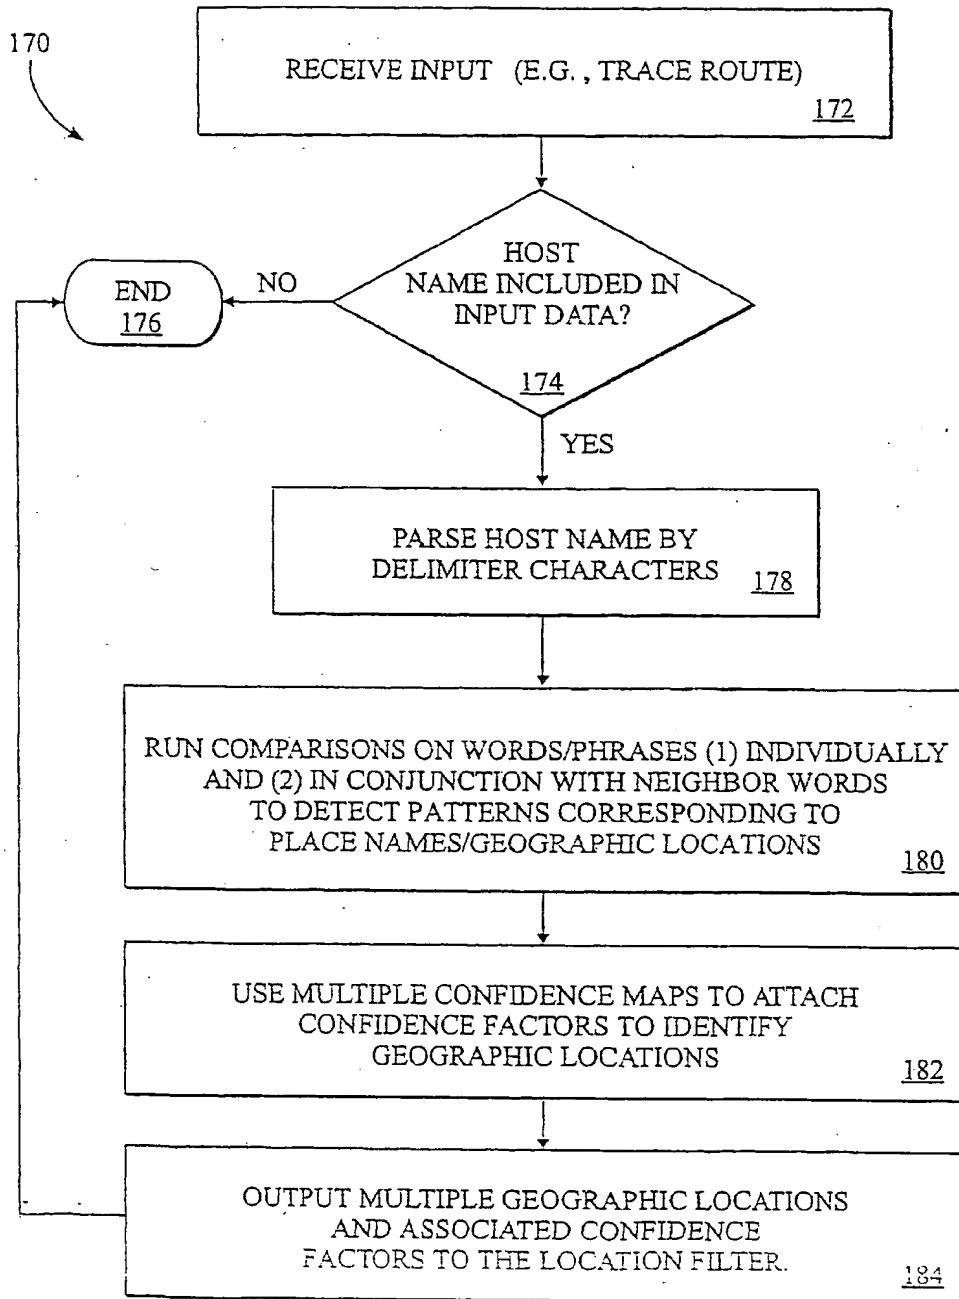 170
RECEIVE INPUT (E.G. , TRACE ROUTE)
172
HOST
NAME INCLUDED IN
INPUT DATA?
174
NO
END
176
YES
PARSE HOST NAME BY
DELIMITER CHARACTERS
178
RUN COMPARISONS ON WORDS/PHRASES (1) INDIVIDUALLY
AND (2) IN CONJUNCTION WITH NEIGHBOR WORDS
TO DETECT PATTERNS CORRESPONDING TO
PLACE NAMES/GEOGRAPHIC LOCATIONS
180
USE MULTIPLE CONFIDENCE MAPS TO ATTACH
CONFIDENCE FACTORS TO IDENTIFY
GEOGRAPHIC LOCATIONS
182
OUTPUT MULTIPLE GEOGRAPHIC LOCATIONS
AND ASSOCIATED CONFIDENCE
FACTORS TO THE LOCATION FILTER.
184